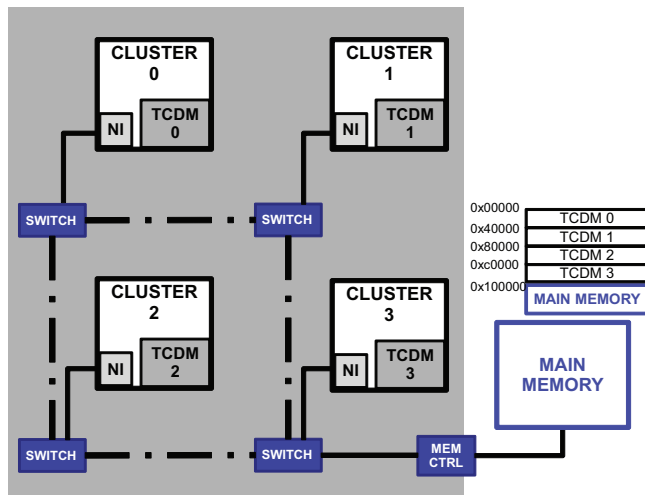 CLUSTER
0
NI
TCDM
0
CLUSTER
1
NI
TCDM
1
SWITCH
SWITCH
CLUSTER
2
NI
TCDM
2
CLUSTER
3
NI
TCDM
3
SWITCH
SWITCH
MEM
CTRL
0x00000
TCDM 0
0x40000
TCDM 1
0x80000
TCDM 2
0xc0000
TCDM 3
0x100000
MAIN MEMORY
MAIN
MEMORY